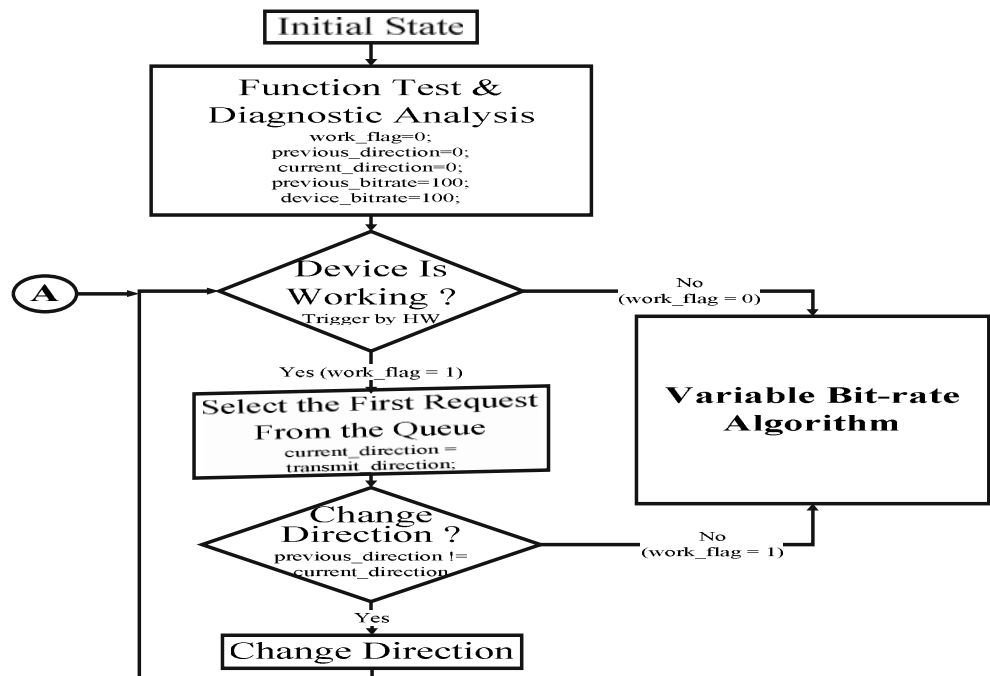 Initial State
Function Test &
Diagnostic Analysis
work_flag=0;
previous_direction=0;
current_direction=0;
previous_bitrate=100;
device_bitrate=100;
A
Device Is
Working ?
Trigger by HW
No
(work_flag = 0)
Yes (work_flag = 1)
Variable Bit-rate
Algorithm
Select the First Request
From the Queue
current_direction =
transmit_direction;
Change
Direction ?
previous_direction !=
current_direction
No
(work_flag = 1)
Yes
Change Direction